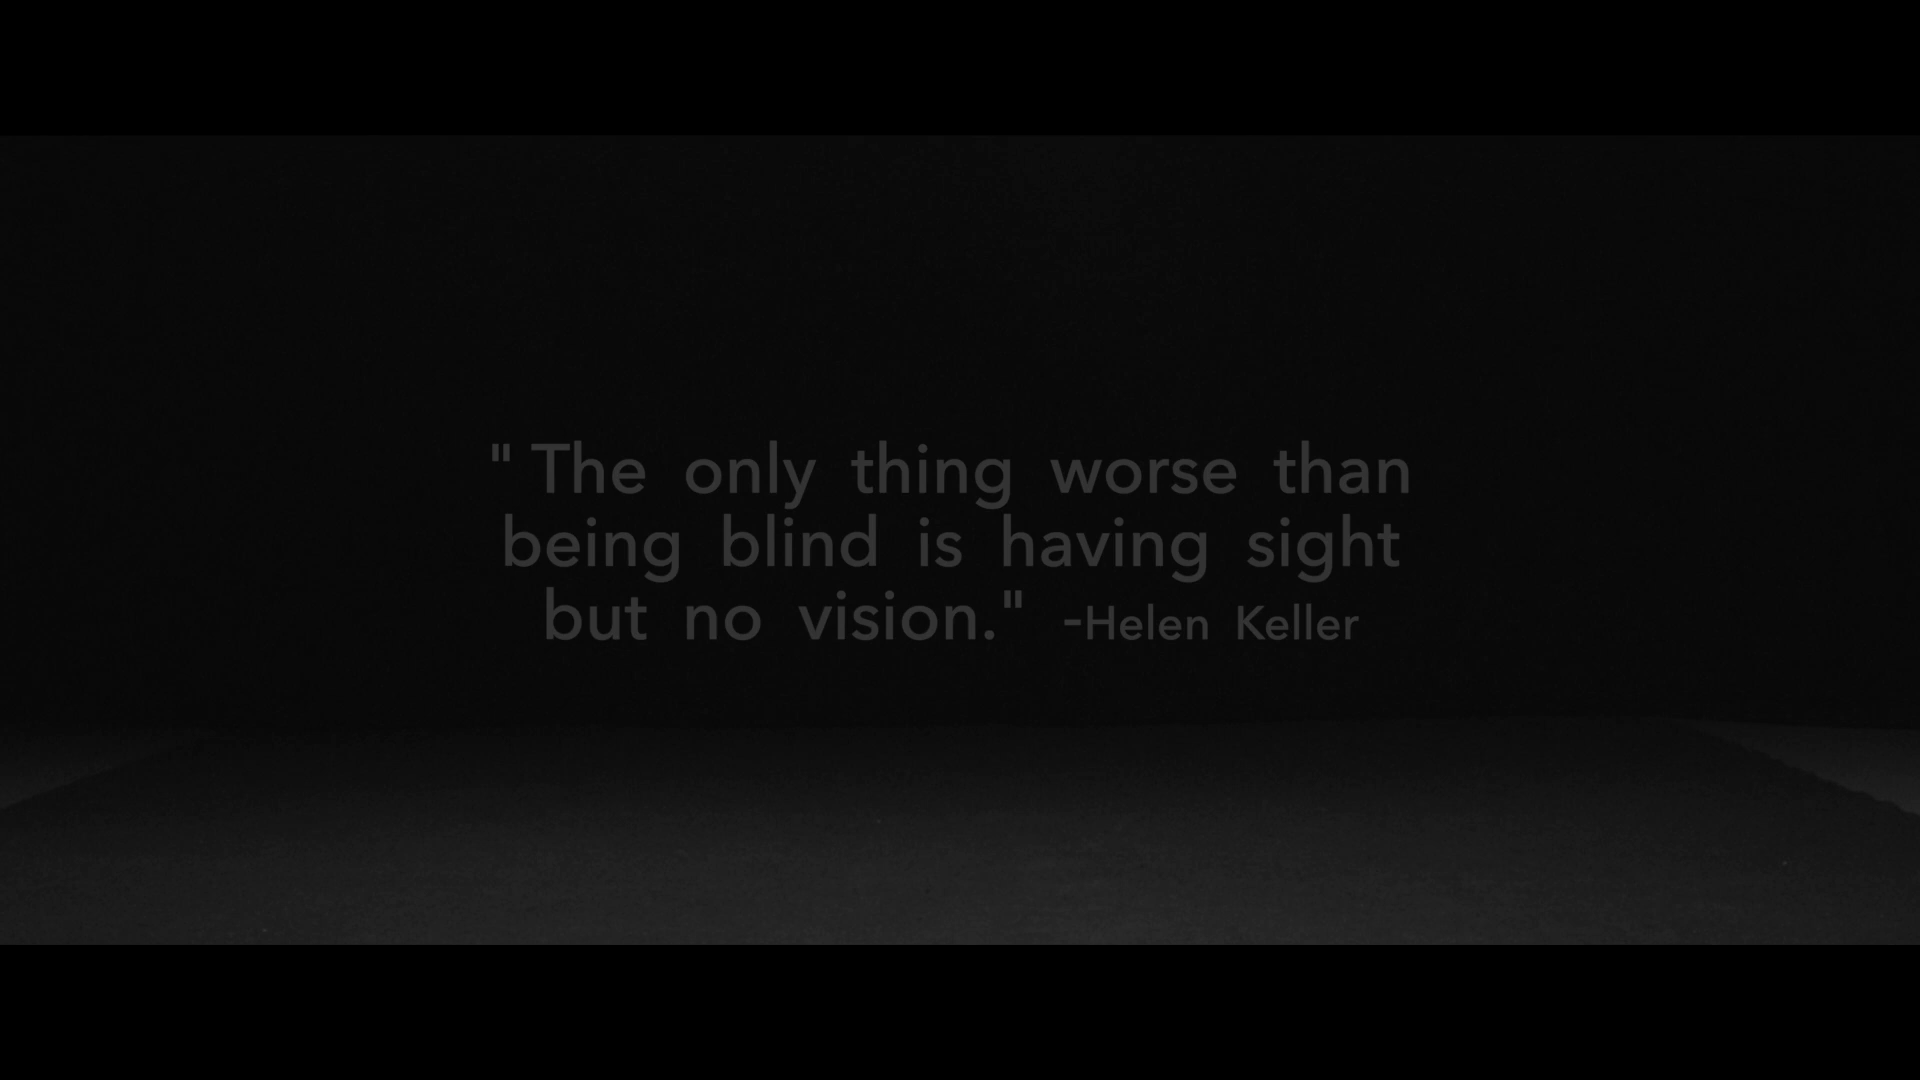 "The only thing worse than
being blind is having sight
but no vision." -Helen Keller